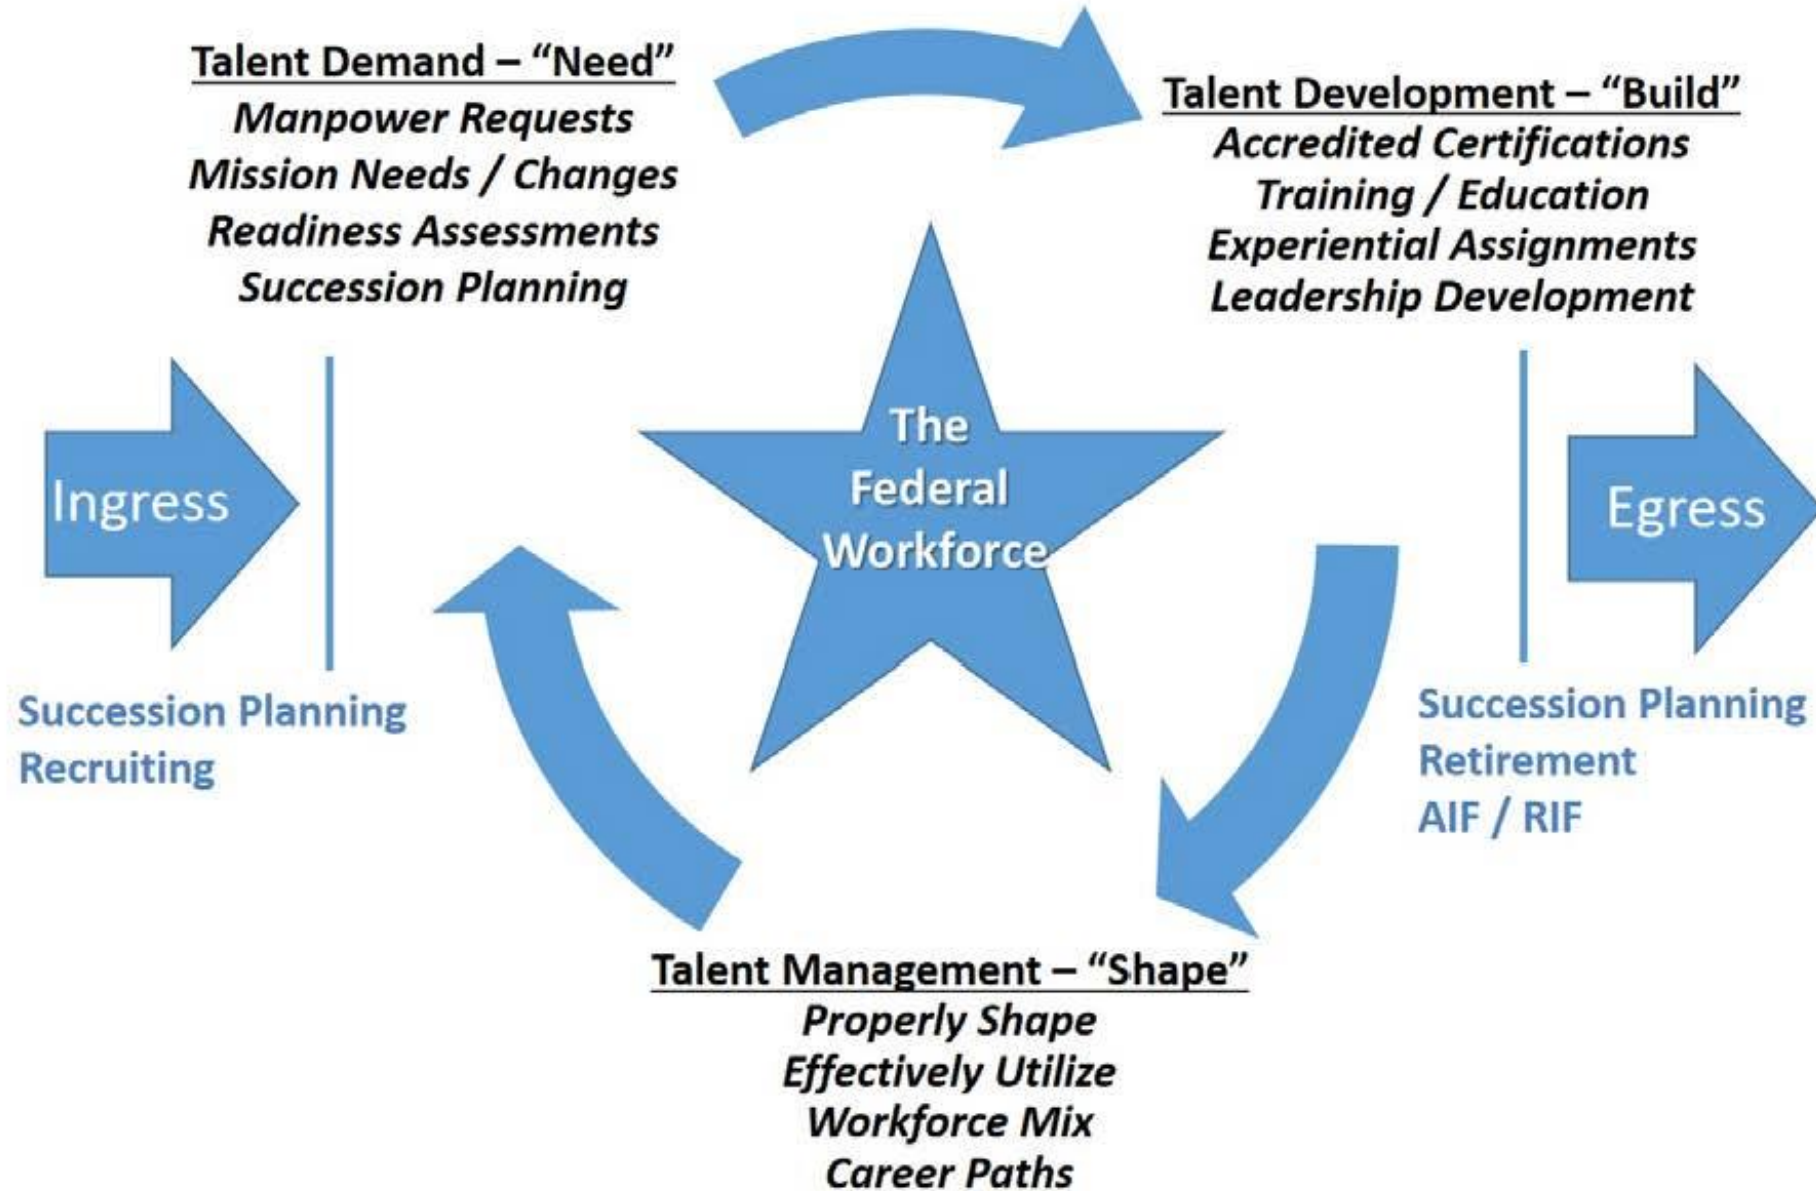 Talent Demand – “Need”
Manpower Requests
Mission Needs / Changes
Readiness Assessments
Succession Planning
Talent Development – “Build”
Accredited Certifications
Training / Education
Experiential Assignments
Leadership Development
The
Federal
Workforce
Ingress
Succession Planning
Recruiting
Egress
Succession Planning
Retirement
AIF / RIF
Talent Management – “Shape”
Properly Shape
Effectively Utilize
Workforce Mix
Career Paths